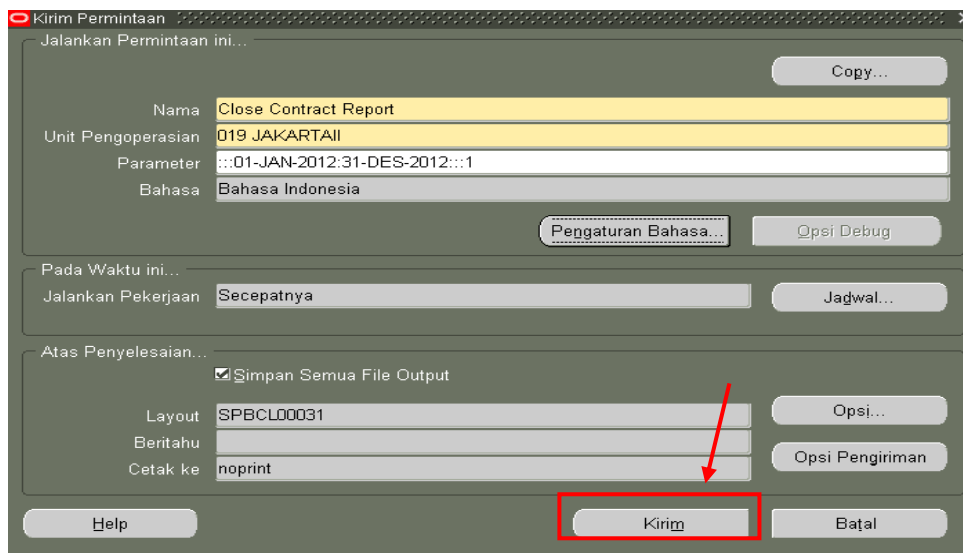 Kirim Permintaan
Jalankan Permintaan ini...
Copy...
Nama Close Contract Report
Unit Pengoperasian 019 JAKARTAII
Parameter :::01-JAN-2012:31-DES-2012:::1
Bahasa Bahasa Indonesia
Pengaturan Bahasa... Opsi Debug
Pada Waktu ini...
Jalankan Pekerjaan Secepatnya Jadwal...
Atas Penyelesaian...
Simpan Semua File Output
Layout SPBCL00031 Opsi...
Beritahu
Cetak ke noprint Opsi Pengiriman
Help Kirim Batal